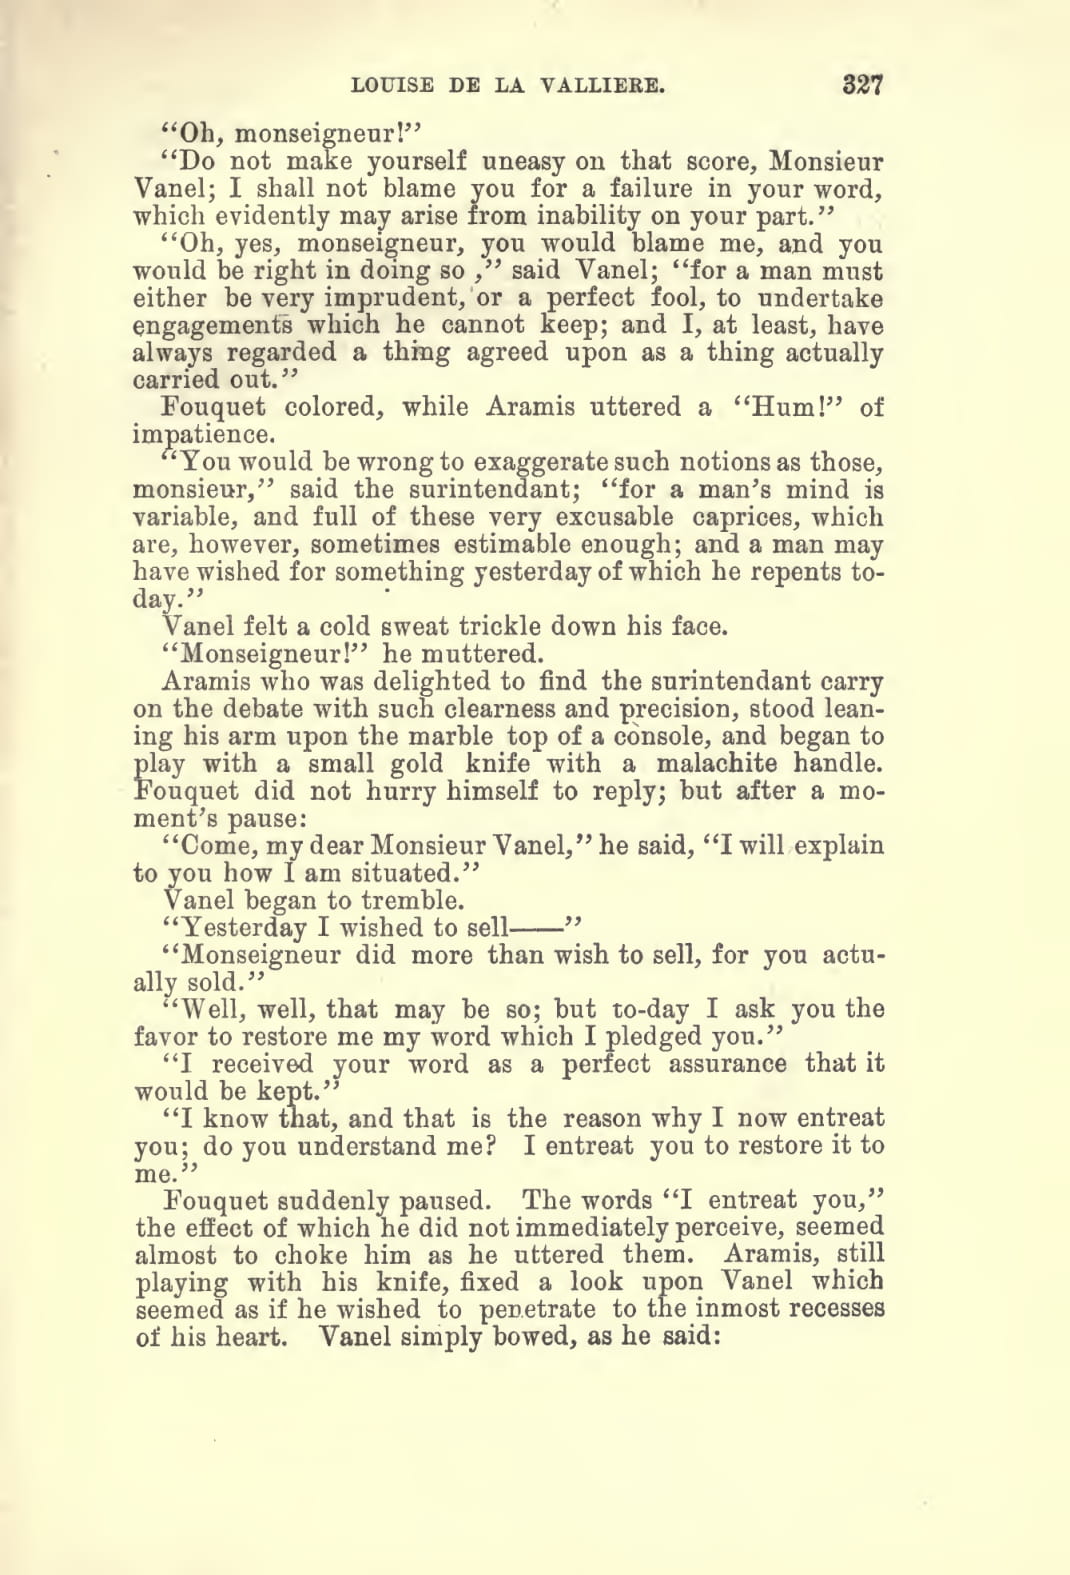 LOUISE DE LA VALLIERE. 327
“Oh, monseigneur!”
“Do not make yourself uneasy on that score, Monsieur
Vanel; I shall not blame you for a failure in your word,
which evidently may arise from inability on your part.”
“Oh, yes, monseigneur, you would blame me, and you
would be right in doing so ,” said Vanel; “for a man must
either be very imprudent, or a perfect fool, to undertake
engagements which he cannot keep; and I, at least, have
always regarded a thing agreed upon as a thing actually
carried out.”
Fouquet colored, while Aramis uttered a “Hum!” of
impatience.
“You would be wrong to exaggerate such notions as those,
monsieur,” said the surintendant; “for a man’s mind is
variable, and full of these very excusable caprices, which
are, however, sometimes estimable enough; and a man may
have wished for something yesterday of which he repents to-
day.”
Vanel felt a cold sweat trickle down his face.
“Monseigneur!” he muttered.
Aramis who was delighted to find the surintendant carry
on the debate with such clearness and precision, stood lean-
ing his arm upon the marble top of a console, and began to
play with a small gold knife with a malachite handle.
Fouquet did not hurry himself to reply; but after a mo-
ment’s pause:
“Come, my dear Monsieur Vanel,” he said, “I will explain
to you how I am situated.”
Vanel began to tremble.
“Yesterday I wished to sell——”
“Monseigneur did more than wish to sell, for you actu-
ally sold.”
“Well, well, that may be so; but to-day I ask you the
favor to restore me my word which I pledged you.”
“I received your word as a perfect assurance that it
would be kept.”
“I know that, and that is the reason why I now entreat
you; do you understand me? I entreat you to restore it to
me.”
Fouquet suddenly paused. The words “I entreat you,”
the effect of which he did not immediately perceive, seemed
almost to choke him as he uttered them. Aramis, still
playing with his knife, fixed a look upon Vanel which
seemed as if he wished to penetrate to the inmost recesses
of his heart. Vanel simply bowed, as he said: